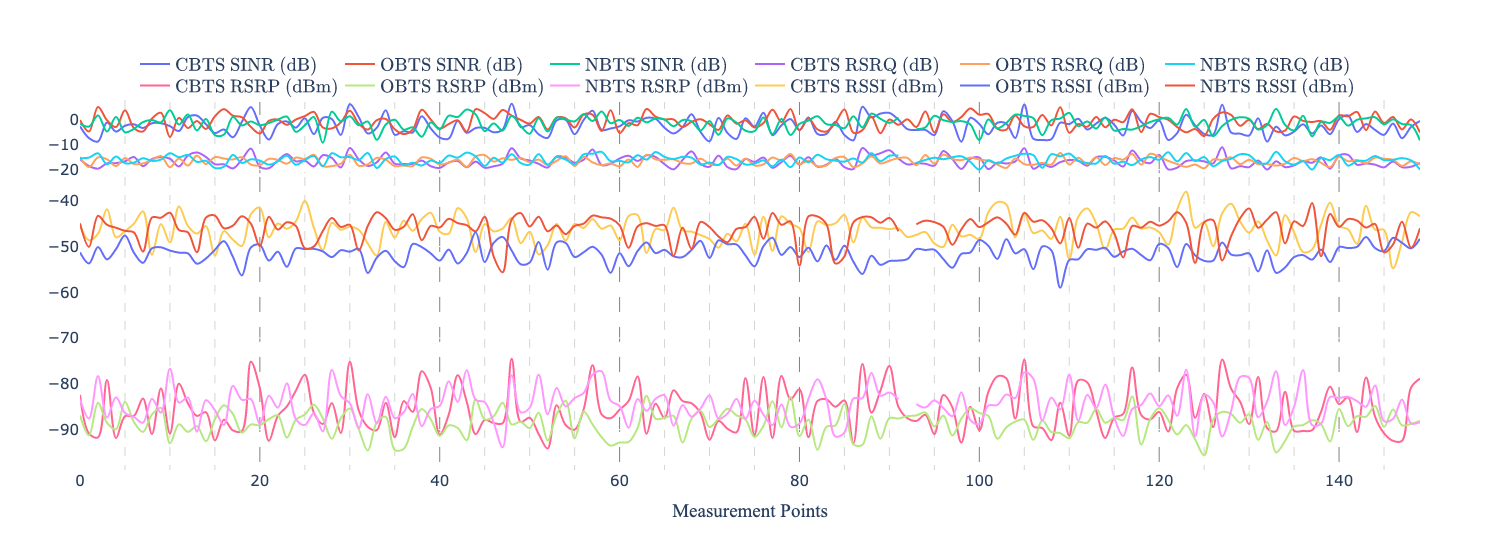 CBTS SINR (dB) OBTS SINR (dB) NBTS SINR (dB) CBTS RSRQ (dB) OBTS RSRQ (dB) NBTS RSRQ (dB)
CBTS RSRP (dBm) OBTS RSRP (dBm) NBTS RSRP (dBm) CBTS RSSI (dBm) OBTS RSSI (dBm) NBTS RSSI (dBm)
0
−10
−20
−40
−50
−60
−70
−80
−90
0 20 40 60 80 100 120 140
Measurement Points